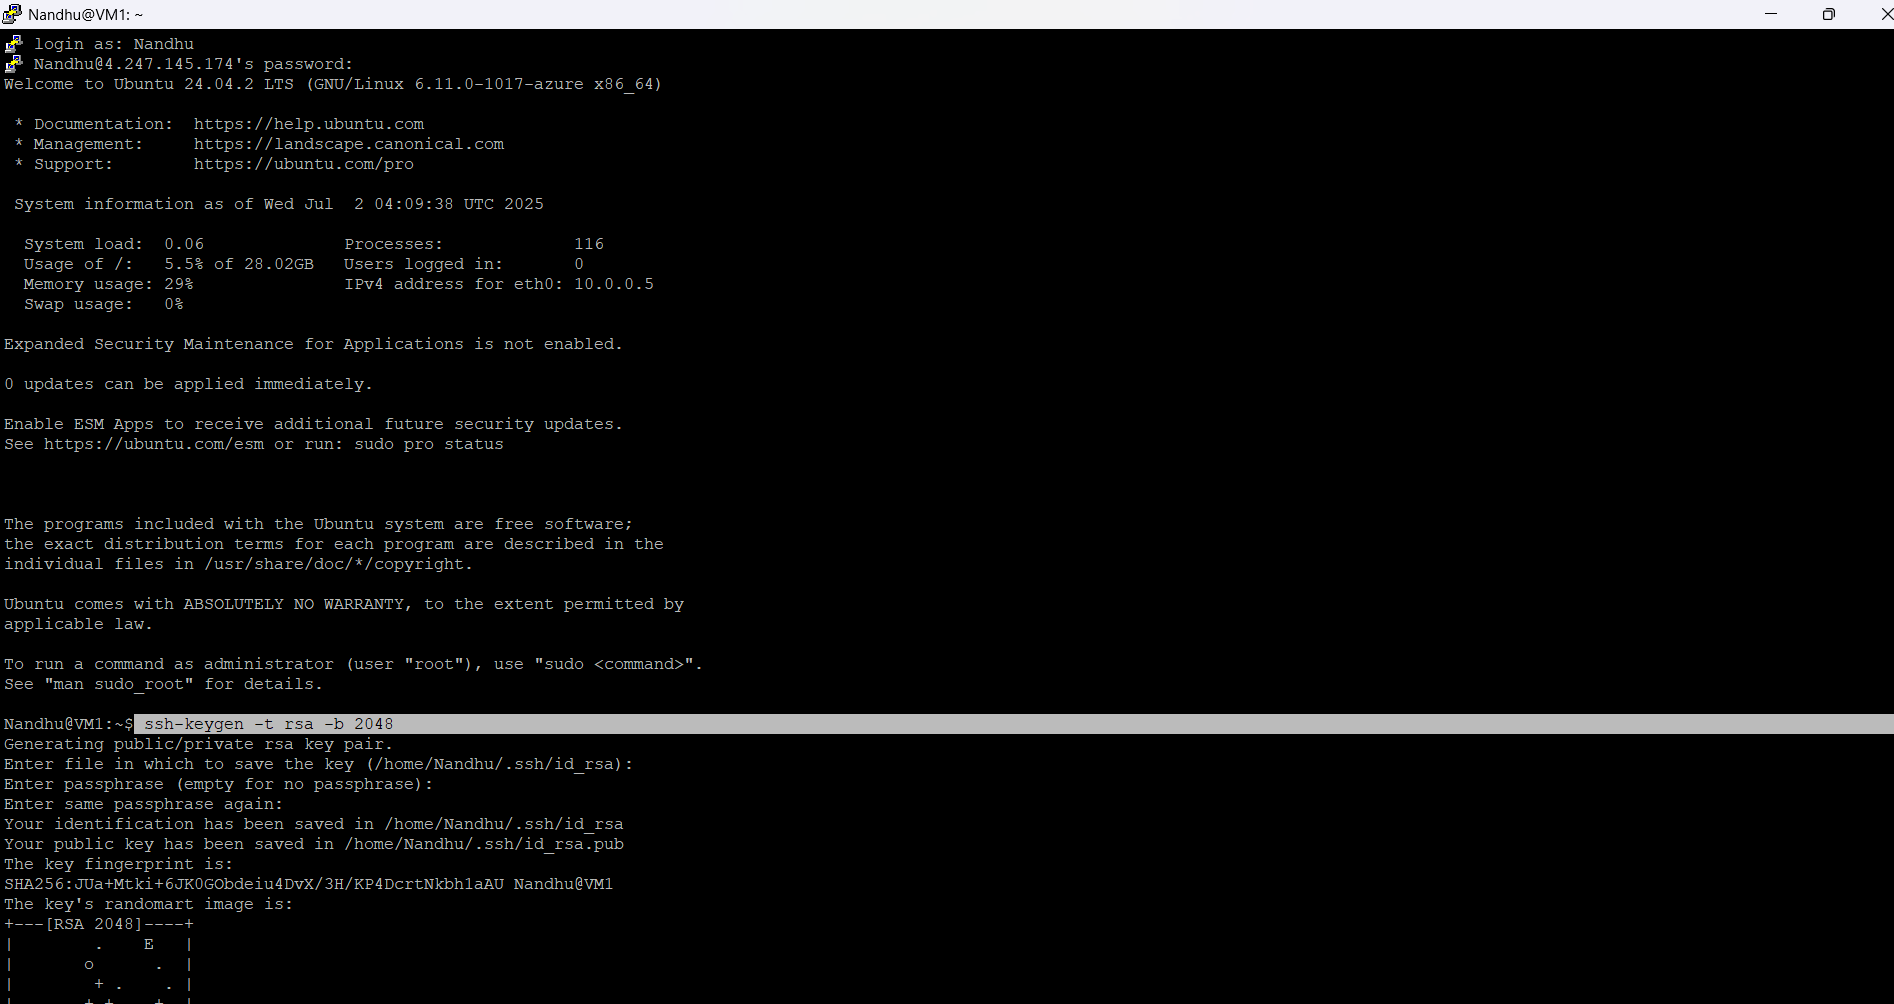 Nandhu@VM1: ~
login as: Nandhu
Nandhu@4.247.145.174's password:
Welcome to Ubuntu 24.04.2 LTS (GNU/Linux 6.11.0-1017-azure x86_64)
* Documentation:  https://help.ubuntu.com
* Management:     https://landscape.canonical.com
* Support:        https://ubuntu.com/pro
System information as of Wed Jul  2 04:09:38 UTC 2025
System load:  0.06              Processes:             116
Usage of /:   5.5% of 28.02GB   Users logged in:       0
Memory usage: 29%               IPv4 address for eth0: 10.0.0.5
Swap usage:   0%
Expanded Security Maintenance for Applications is not enabled.
0 updates can be applied immediately.
Enable ESM Apps to receive additional future security updates.
See https://ubuntu.com/esm or run: sudo pro status
The programs included with the Ubuntu system are free software;
the exact distribution terms for each program are described in the
individual files in /usr/share/doc/*/copyright.
Ubuntu comes with ABSOLUTELY NO WARRANTY, to the extent permitted by
applicable law.
To run a command as administrator (user "root"), use "sudo <command>".
See "man sudo_root" for details.
Nandhu@VM1:~$ ssh-keygen -t rsa -b 2048
Generating public/private rsa key pair.
Enter file in which to save the key (/home/Nandhu/.ssh/id_rsa):
Enter passphrase (empty for no passphrase):
Enter same passphrase again:
Your identification has been saved in /home/Nandhu/.ssh/id_rsa
Your public key has been saved in /home/Nandhu/.ssh/id_rsa.pub
The key fingerprint is:
SHA256:JUa+Mtki+6JK0GObdeiu4DvX/3H/KP4DcrtNkbh1aAU Nandhu@VM1
The key's randomart image is:
+---[RSA 2048]----+
|        .    E   |
|       o      .  |
|        + .    . |
|       + +    +  |